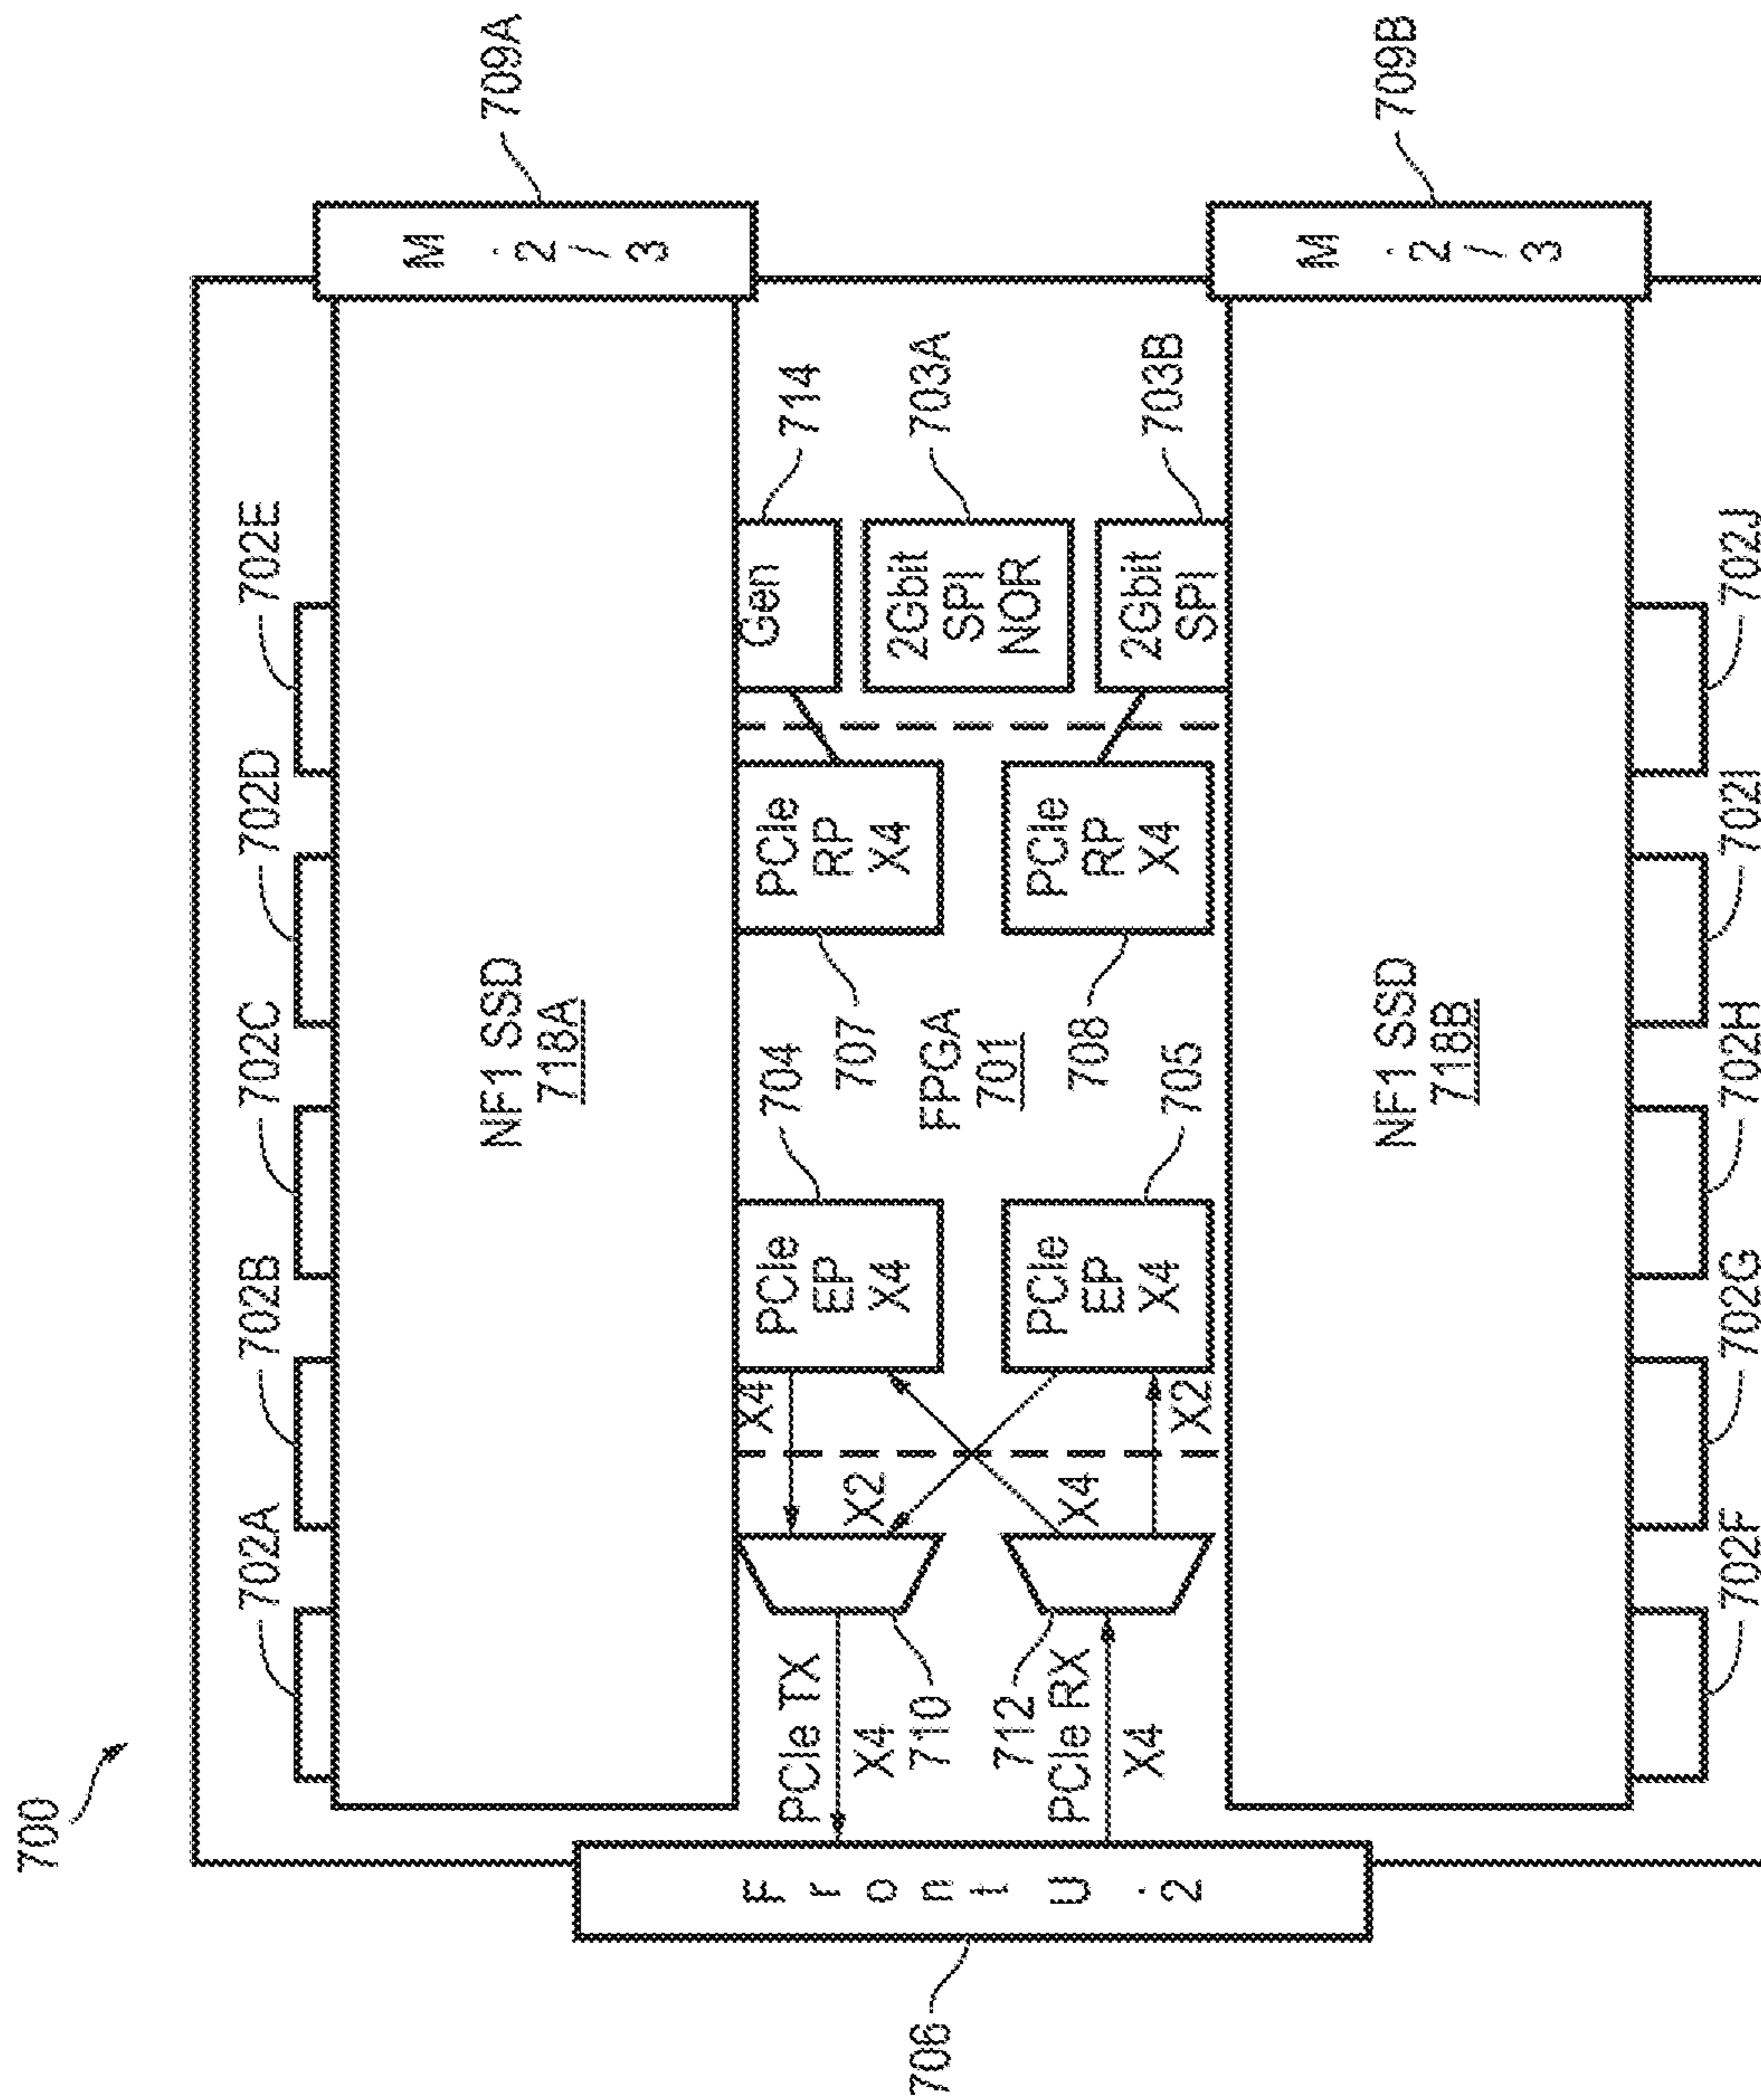 700
702A
702B
702C
702D
702E
709A
NF1 SSD
718A
M.2/3
706
Front U.2
PCIe TX
X4
710
712
PCIe RX
X4
X4
X2
X4
X2
PCIe
EP
X4
704
PCIe
EP
X4
705
FPGA
701
PCIe
RP
X4
707
PCIe
RP
X4
708
Gen
714
2Gbit
SPI
NOR
703A
2Gbit
SPI
703B
NF1 SSD
718B
M.2/3
709B
702F
702G
702H
702I
702J